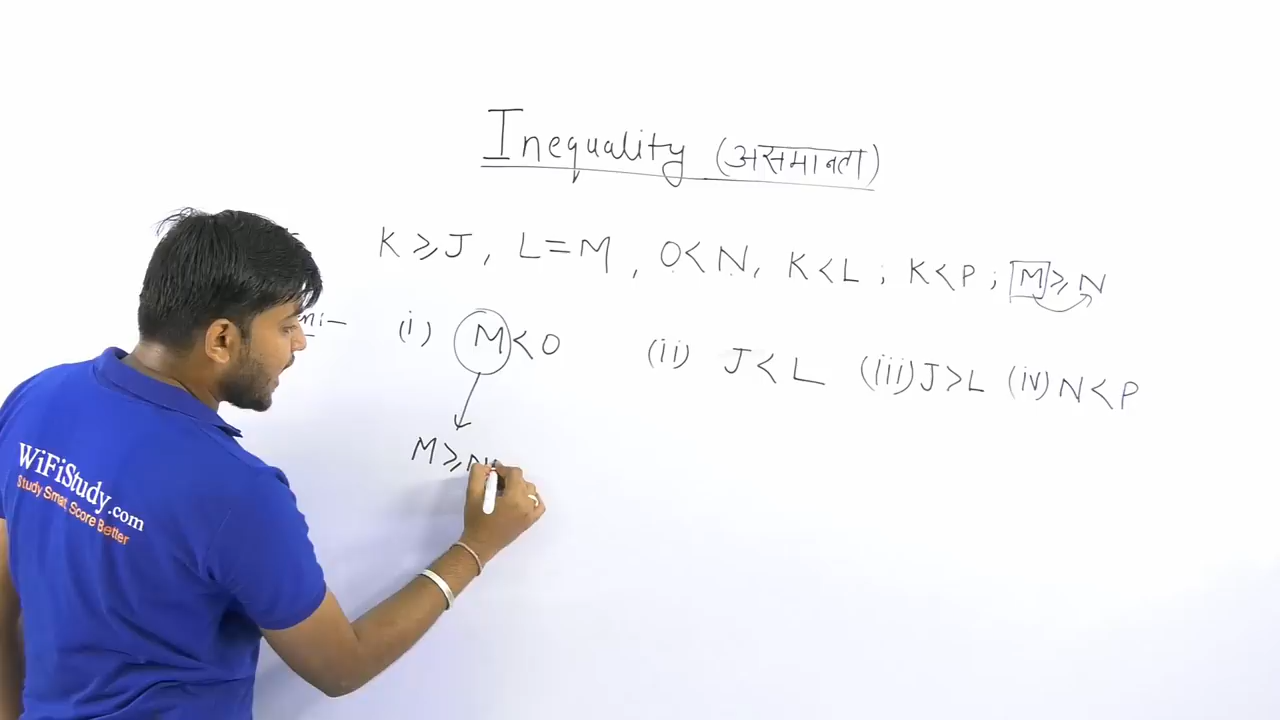 Inequality (असमानता)
K ⩾ J, L = M, O < N, K < L ; K < P ; M ⩾ N
(i) M < O (ii) J < L (iii) J > L (iv) N < P
M ⩾ N
WiFiStudy.com
Study Smart, Score Better